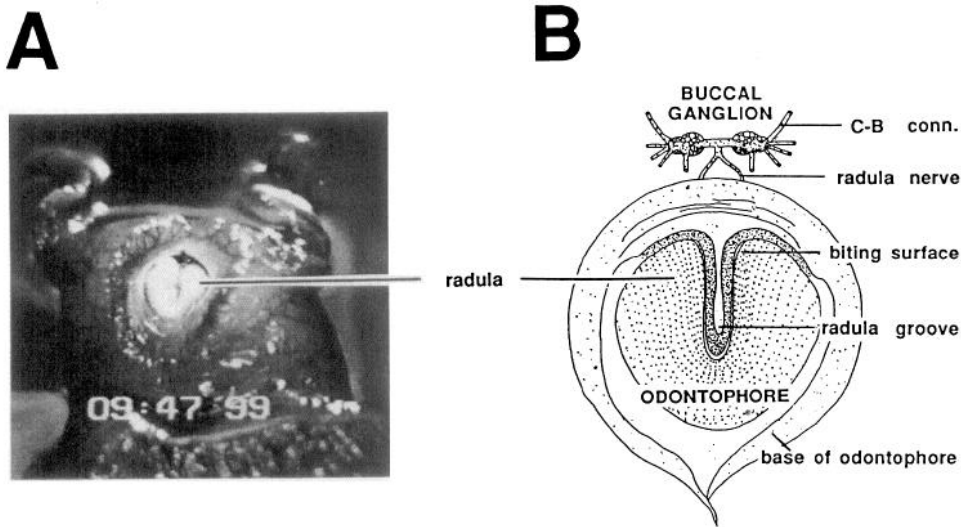 A
B
BUCCAL
GANGLION
C-B conn.
radula nerve
biting surface
radula
radula groove
ODONTOPHORE
base of odontophore
09:47 99